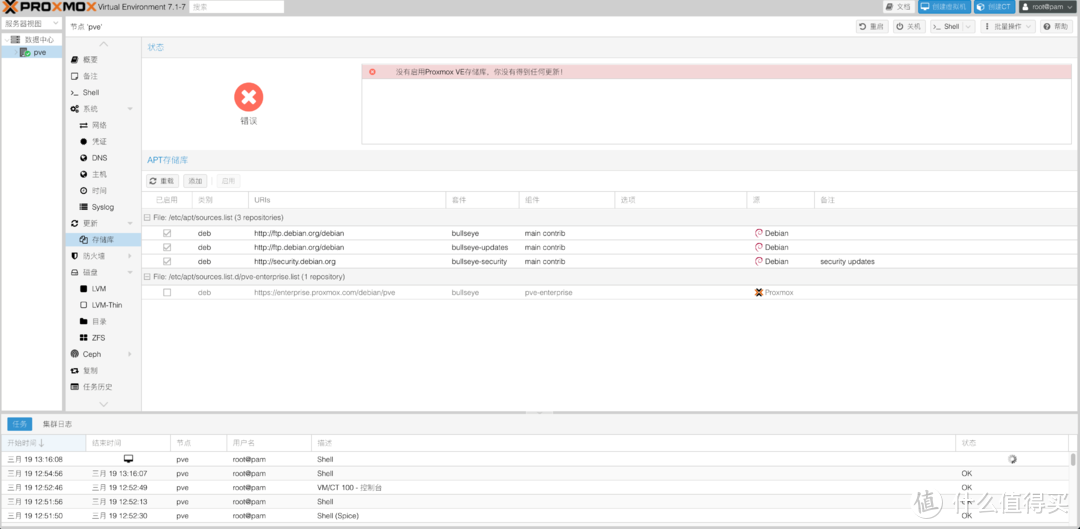 PROXMOX Virtual Environment 7.1-7 搜索 文档 创建虚拟机 创建CT root@pam
服务器视图 节点 'pve' 重启 关机 Shell 批量操作 帮助
数据中心
pve
概要
备注
Shell
系统
网络
凭证
DNS
主机
时间
Syslog
更新
存储库
防火墙
磁盘
LVM
LVM-Thin
目录
ZFS
Ceph
复制
任务历史
状态
错误
没有启用Proxmox VE存储库，你没有得到任何更新！
APT存储库
重载 添加 启用
已启用 类别 URIs 套件 组件 选项 源 备注
File: /etc/apt/sources.list (3 repositories)
deb http://ftp.debian.org/debian bullseye main contrib Debian
deb http://ftp.debian.org/debian bullseye-updates main contrib Debian
deb http://security.debian.org bullseye-security main contrib Debian security updates
File: /etc/apt/sources.list.d/pve-enterprise.list (1 repository)
deb https://enterprise.proxmox.com/debian/pve bullseye pve-enterprise Proxmox
任务 集群日志
开始时间 结束时间 节点 用户名 描述 状态
三月 19 13:16:08 pve root@pam Shell
三月 19 12:54:56 三月 19 13:16:07 pve root@pam Shell OK
三月 19 12:52:46 三月 19 12:52:49 pve root@pam VM/CT 100 - 控制台 OK
三月 19 12:51:56 三月 19 12:52:13 pve root@pam Shell OK
三月 19 12:51:50 三月 19 12:52:30 pve root@pam Shell (Spice) OK
值 什么值得买